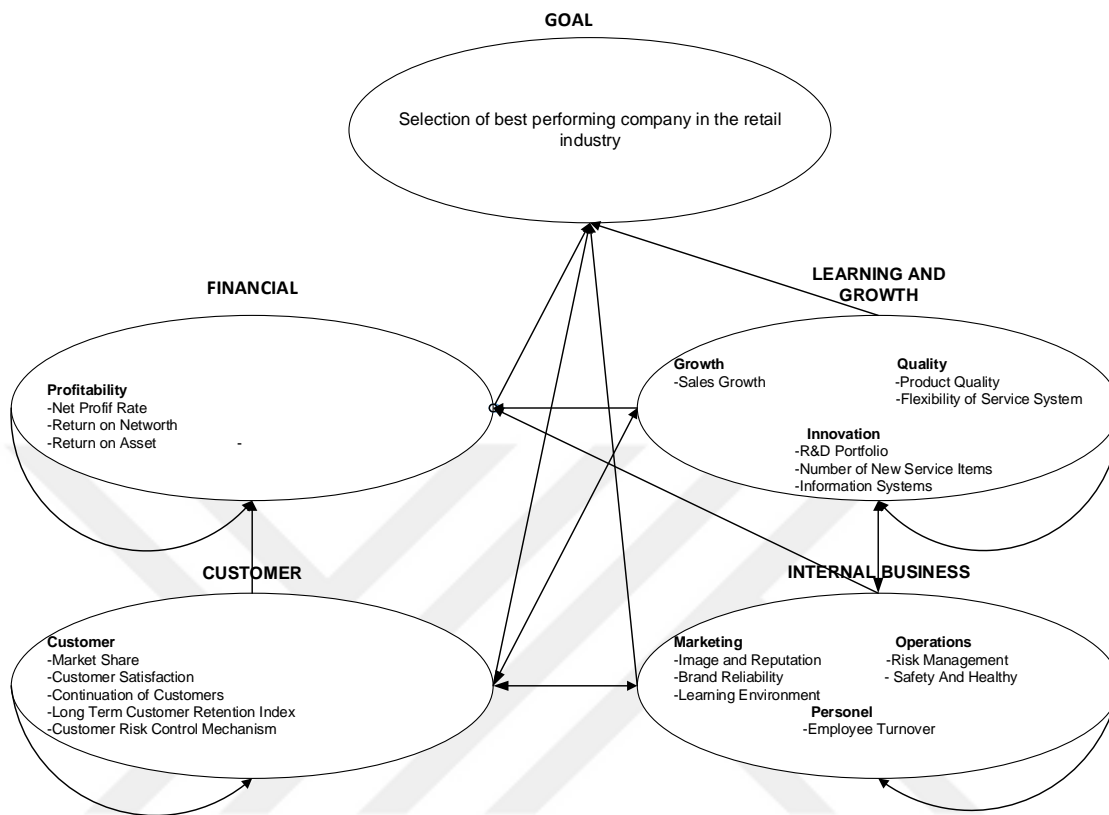 GOAL
Selection of best performing company in the retail
industry
FINANCIAL
Profitability
-Net Profif Rate
-Return on Networth
-Return on Asset -
LEARNING AND
GROWTH
Growth
-Sales Growth
Quality
-Product Quality
-Flexibility of Service System
Innovation
-R&D Portfolio
-Number of New Service Items
-Information Systems
CUSTOMER
Customer
-Market Share
-Customer Satisfaction
-Continuation of Customers
-Long Term Customer Retention Index
-Customer Risk Control Mechanism
INTERNAL BUSINESS
Marketing
-Image and Reputation
-Brand Reliability
-Learning Environment
Operations
-Risk Management
- Safety And Healthy
Personel
-Employee Turnover